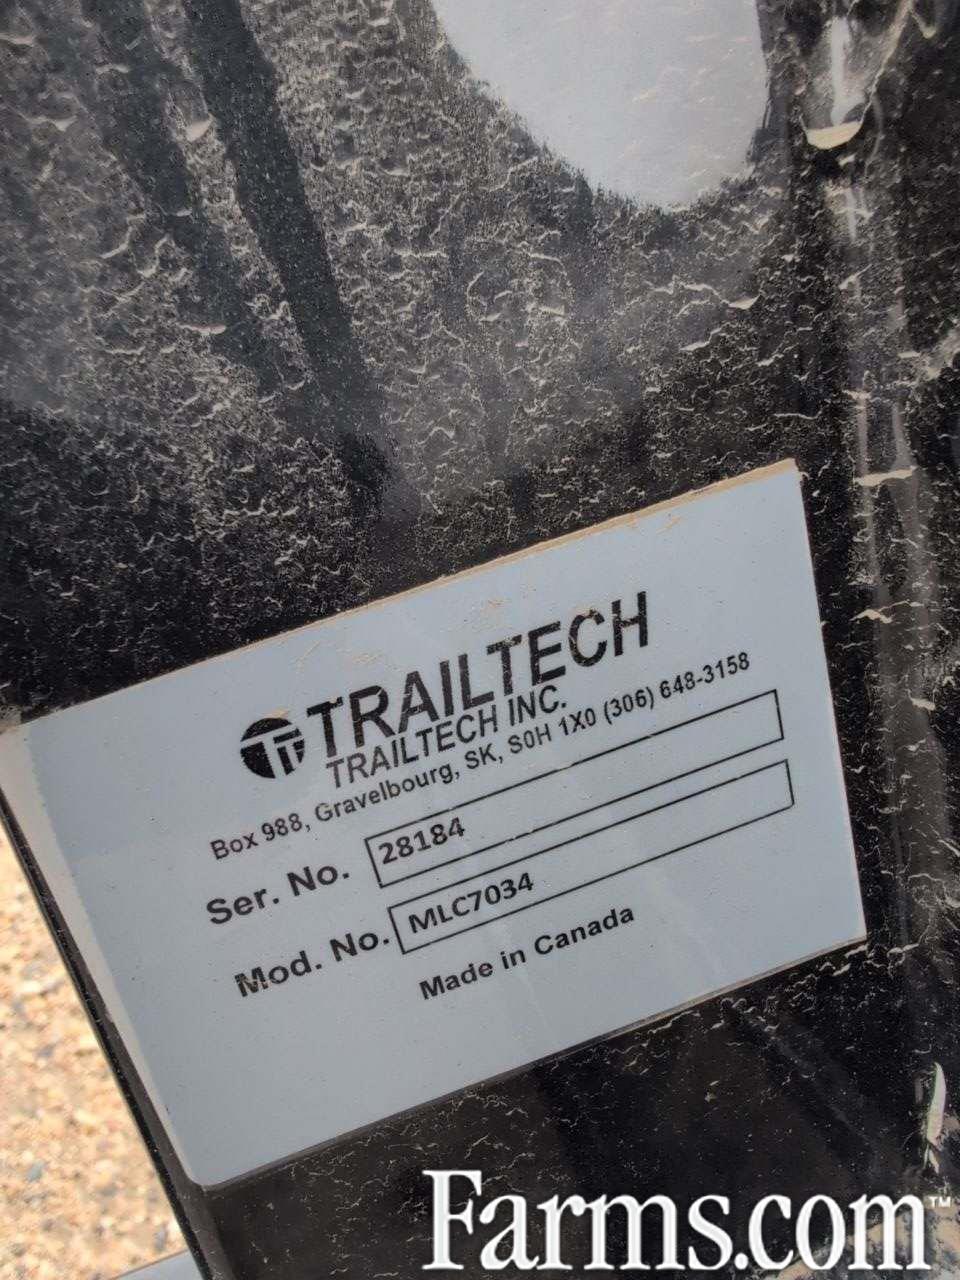 TRAILTECH
TRAILTECH INC.
Box 988, Gravelbourg, SK, S0H 1X0 (306) 648-3158
Ser. No. 28184
Mod. No. MLC7034
Made in Canada
Farms.com™